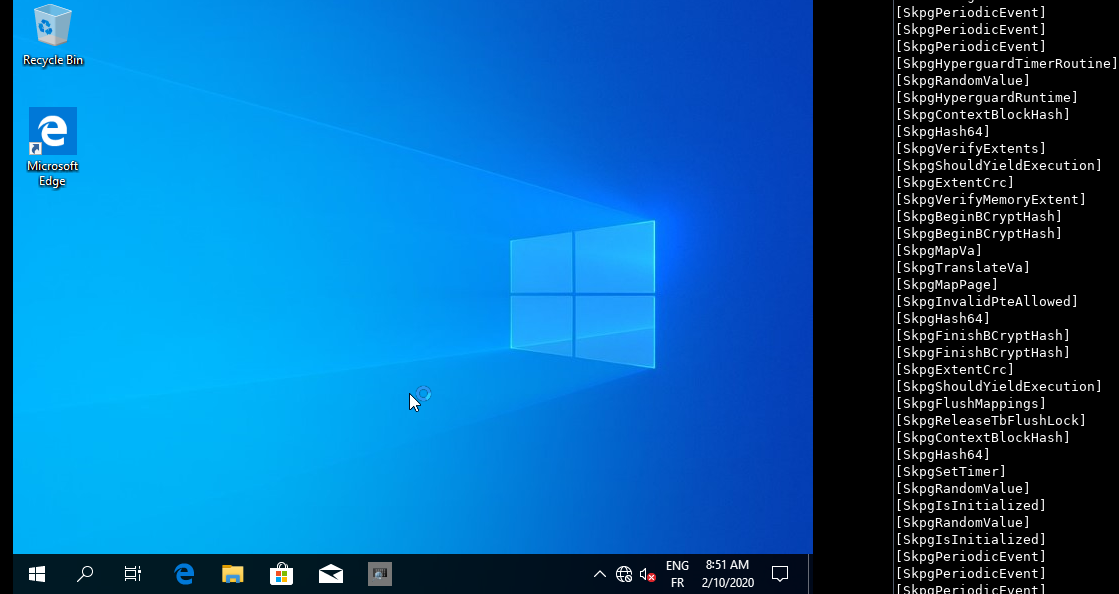 Recycle Bin
Microsoft
Edge
ENG
FR
8:51 AM
2/10/2020
[SkpgPeriodicEvent]
[SkpgPeriodicEvent]
[SkpgPeriodicEvent]
[SkpgHyperguardTimerRoutine]
[SkpgRandomValue]
[SkpgHyperguardRuntime]
[SkpgContextBlockHash]
[SkpgHash64]
[SkpgVerifyExtents]
[SkpgShouldYieldExecution]
[SkpgExtentCrc]
[SkpgVerifyMemoryExtent]
[SkpgBeginBCryptHash]
[SkpgBeginBCryptHash]
[SkpgMapVa]
[SkpgTranslateVa]
[SkpgMapPage]
[SkpgInvalidPteAllowed]
[SkpgHash64]
[SkpgFinishBCryptHash]
[SkpgFinishBCryptHash]
[SkpgExtentCrc]
[SkpgShouldYieldExecution]
[SkpgFlushMappings]
[SkpgReleaseTbFlushLock]
[SkpgContextBlockHash]
[SkpgHash64]
[SkpgSetTimer]
[SkpgRandomValue]
[SkpgIsInitialized]
[SkpgRandomValue]
[SkpgIsInitialized]
[SkpgPeriodicEvent]
[SkpgPeriodicEvent]
[SkpgPeriodicEvent]